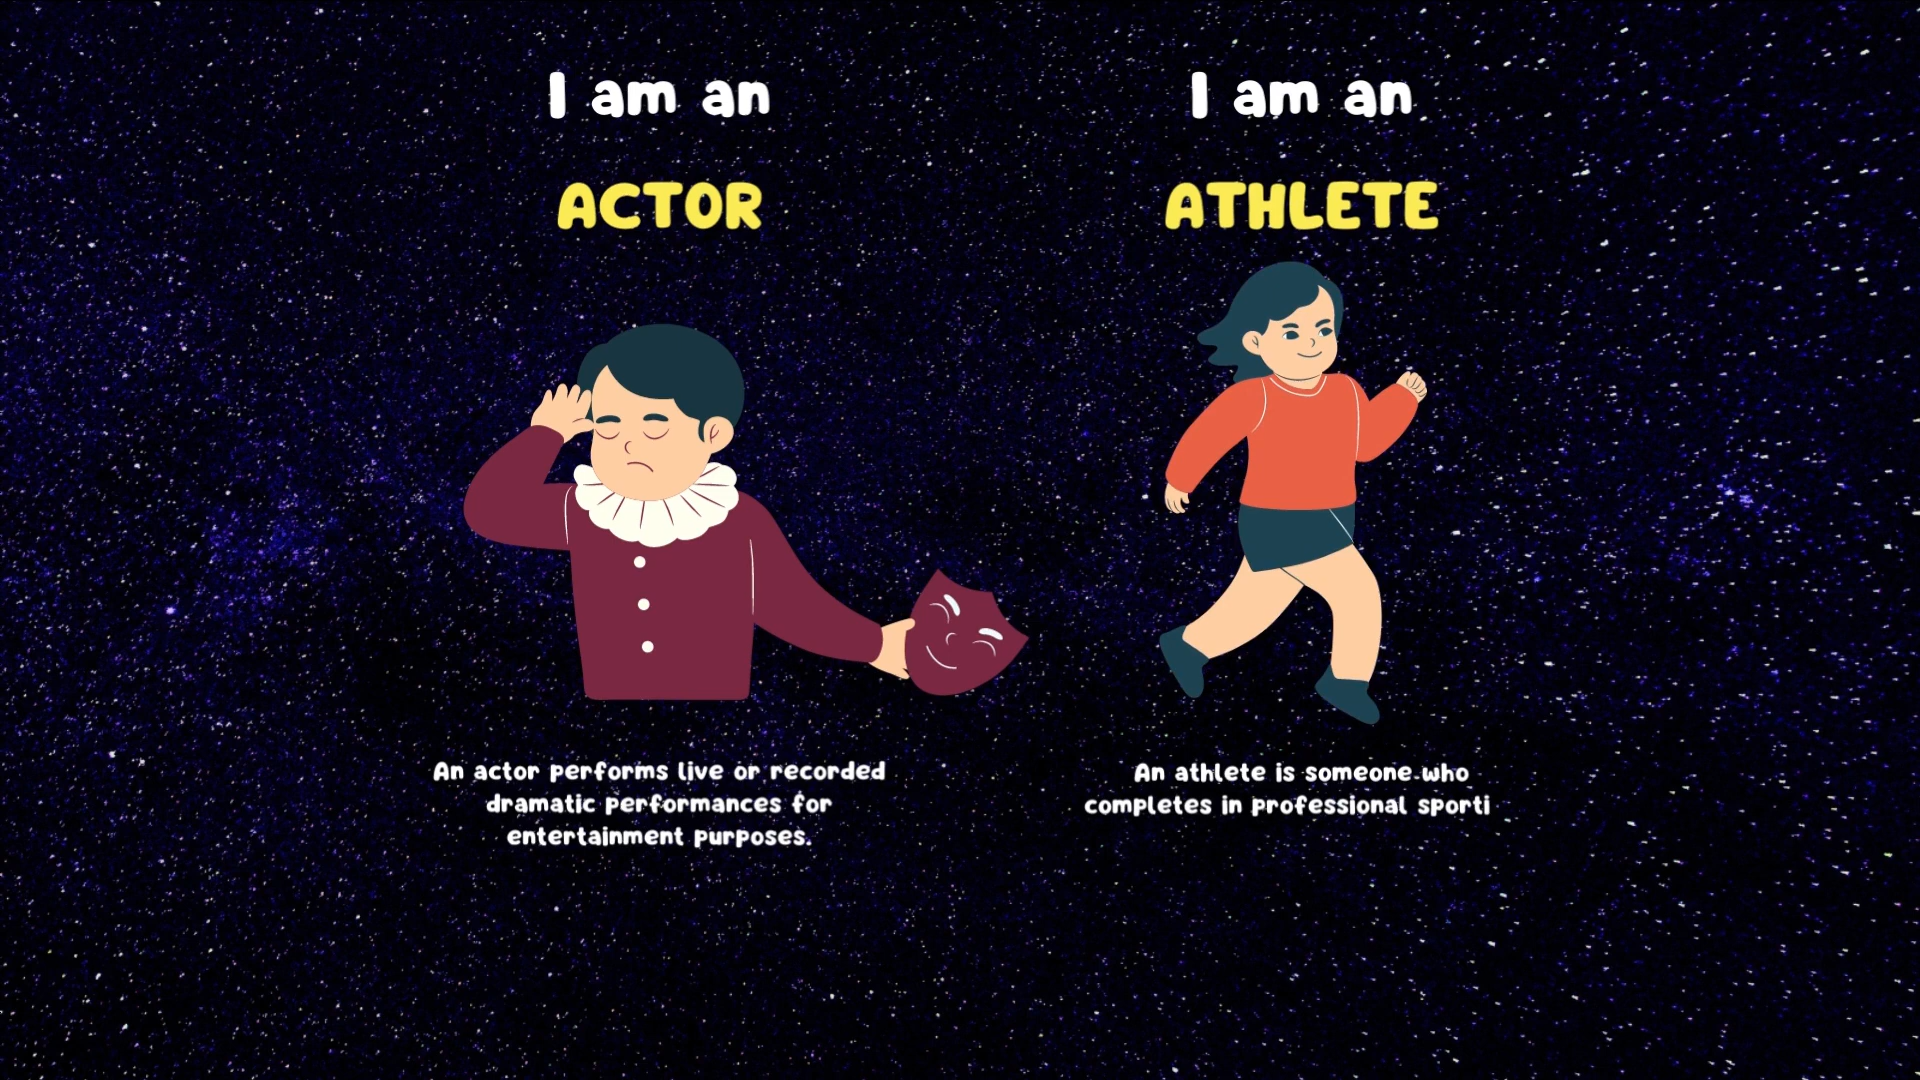 I am an
ACTOR
An actor performs live or recorded
dramatic performances for
entertainment purposes.
I am an
ATHLETE
An athlete is someone who
completes in professional sporti